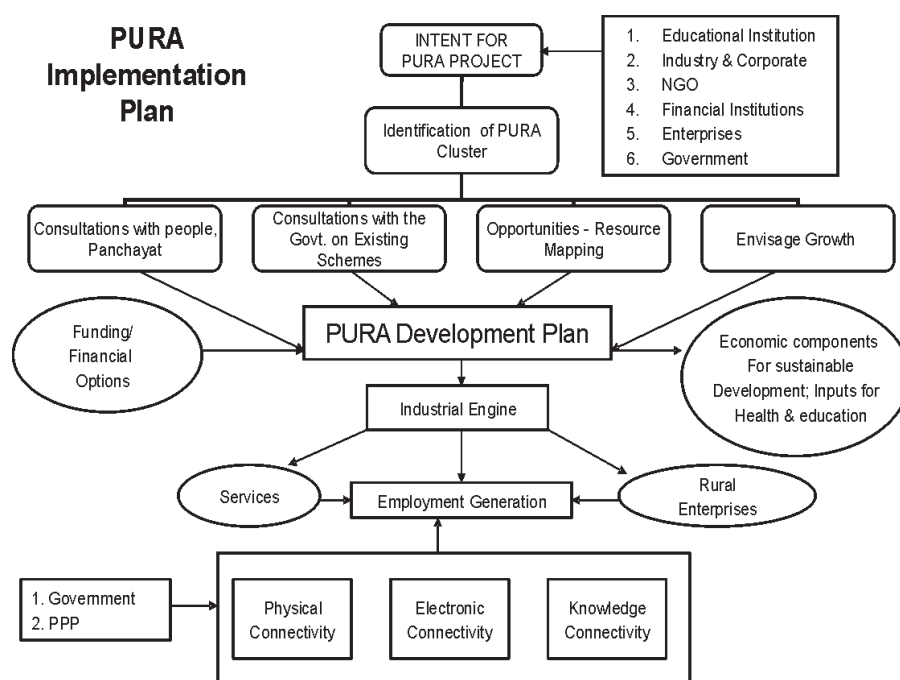 PURA
Implementation
Plan
INTENT FOR
PURA PROJECT
1. Educational Institution
2. Industry & Corporate
3. NGO
4. Financial Institutions
5. Enterprises
6. Government
Identification of PURA
Cluster
Consultations with people,
Panchayat
Consultations with the
Govt. on Existing
Schemes
Opportunities - Resource
Mapping
Envisage Growth
Funding/
Financial
Options
PURA Development Plan
Economic components
For sustainable
Development; Inputs for
Health & education
Industrial Engine
Services
Employment Generation
Rural
Enterprises
1. Government
2. PPP
Physical
Connectivity
Electronic
Connectivity
Knowledge
Connectivity